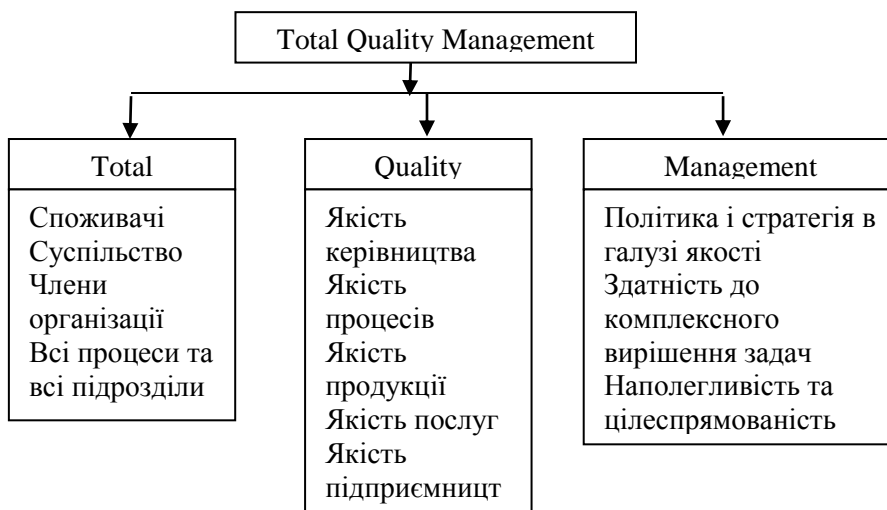 Total Quality Management
Total
Споживачі
Суспільство
Члени
організації
Всі процеси та
всі підрозділи
Quality
Якість
керівництва
Якість
процесів
Якість
продукції
Якість послуг
Якість
підприємницт
Management
Політика і стратегія в
галузі якості
Здатність до
комплексного
вирішення задач
Наполегливість та
цілеспрямованість